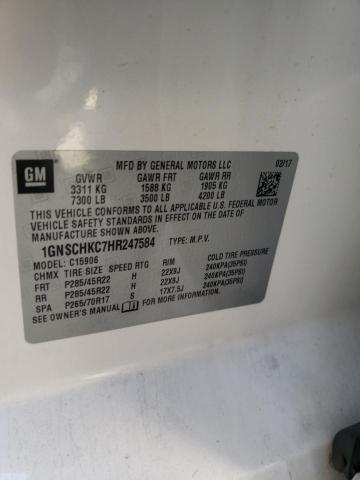 GM
MFD BY GENERAL MOTORS LLC 02/17
GVWR GAWR FRT GAWR RR
3311 KG 1588 KG 1905 KG
7300 LB 3500 LB 4200 LB
THIS VEHICLE CONFORMS TO ALL APPLICABLE U.S. FEDERAL MOTOR
VEHICLE SAFETY STANDARDS IN EFFECT ON THE DATE OF
MANUFACTURE SHOWN ABOVE.
1GNSCHKC7HR247584 TYPE: M.P.V.
MODEL: C15906
CHMX TIRE SIZE SPEED RTG RIM COLD TIRE PRESSURE
FRT P285/45R22 H 22X9J 240KPA(35PSI)
RR P285/45R22 H 22X9J 240KPA(35PSI)
SPA P265/70R17 S 17X7.5J 240KPA(35PSI)
SEE OWNER'S MANUAL FOR MORE INFORMATION.